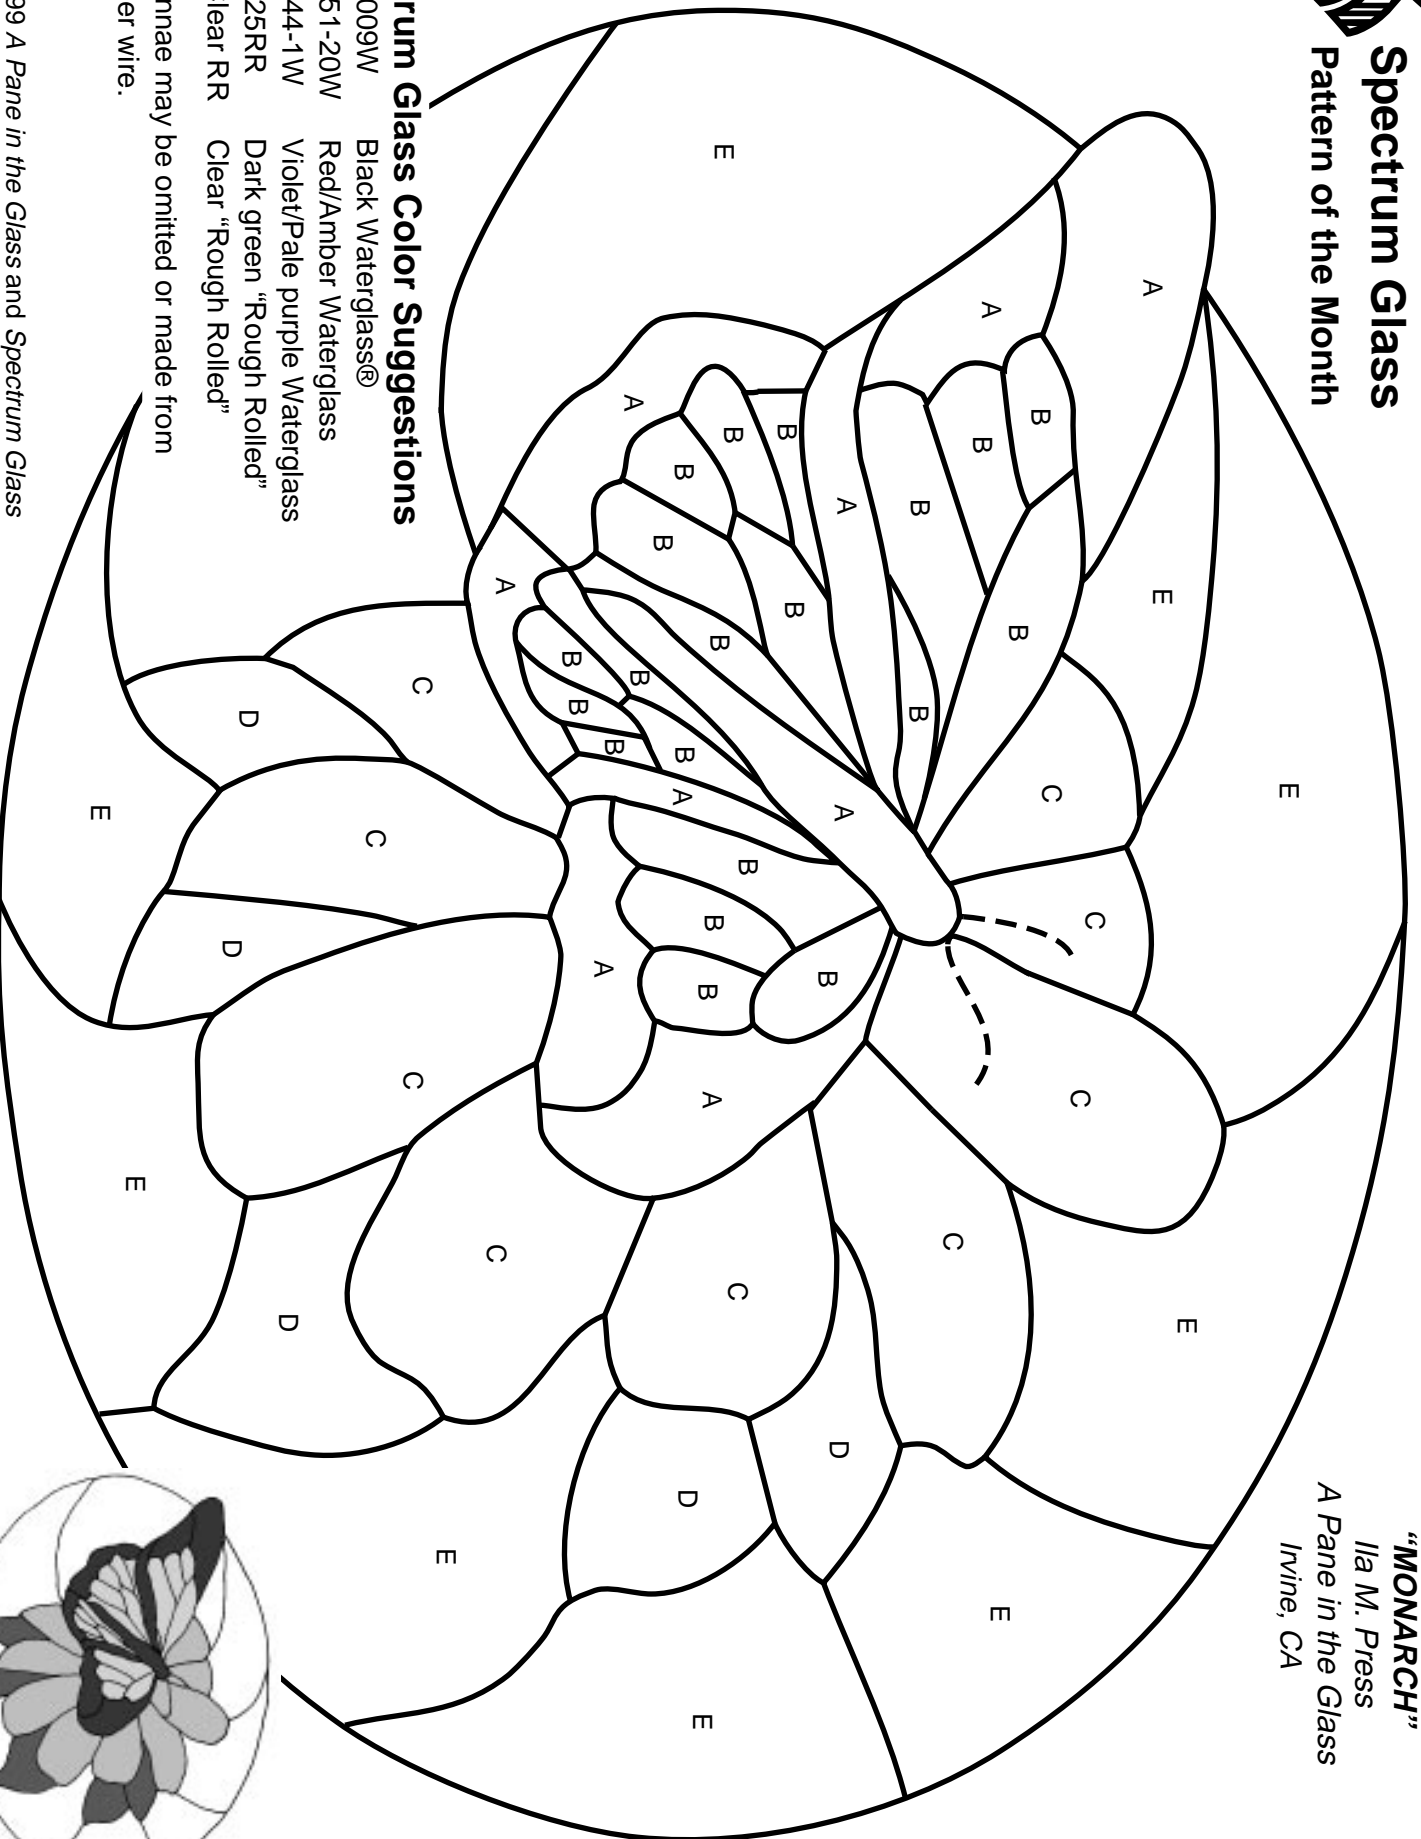 Spectrum Glass
Pattern of the Month
“MONARCH”
Ila M. Press
A Pane in the Glass
Irvine, CA
E
E
E
A
C
C
C
B
B
E
A
B
C
B
B
A
A
D
B
B
B
B
C
B
E
B
B
A
B
E
D
B
B
A
B
B
A
B
A
B
B
A
C
E
C
C
C
D
D
D
E
E
rum Glass Color Suggestions
009W Black Waterglass®
51-20W Red/Amber Waterglass
44-1W Violet/Pale purple Waterglass
25RR Dark green “Rough Rolled”
lear RR Clear “Rough Rolled”
nnae may be omitted or made from
er wire.
99 A Pane in the Glass and Spectrum Glass